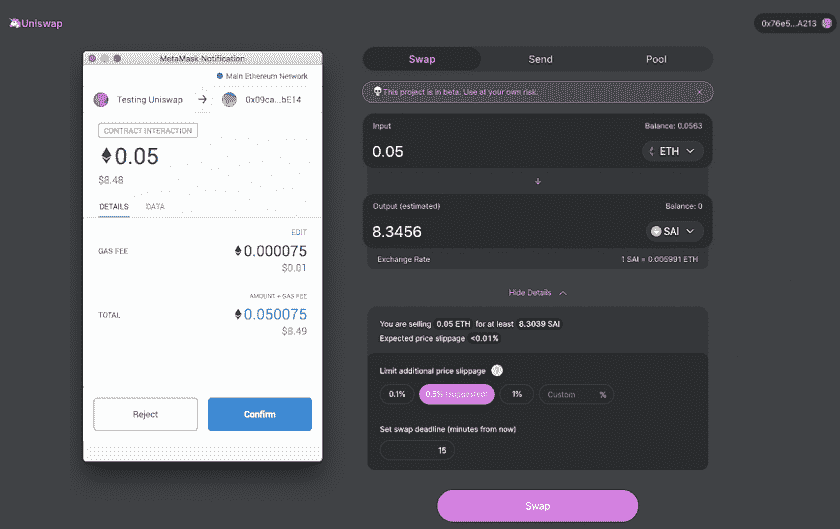 Uniswap
0x76e5...A213
MetaMask Notification
Main Ethereum Network
Testing Uniswap
0x09ca...bE14
CONTRACT INTERACTION
0.05
$8.48
DETAILS DATA
EDIT
GAS FEE 0.000075
$0.01
AMOUNT + GAS FEE
TOTAL 0.050075
$8.49
Reject Confirm
Swap Send Pool
This project is in beta. Use at your own risk.
Input Balance: 0.0563
0.05 ETH
Output (estimated) Balance: 0
8.3456 SAI
Exchange Rate 1 SAI = 0.005991 ETH
Hide Details
You are selling 0.05 ETH for at least 8.3039 SAI
Expected price slippage <0.01%
Limit additional price slippage ?
0.1% 0.5% (suggested) 1% Custom %
Set swap deadline (minutes from now)
15
Swap